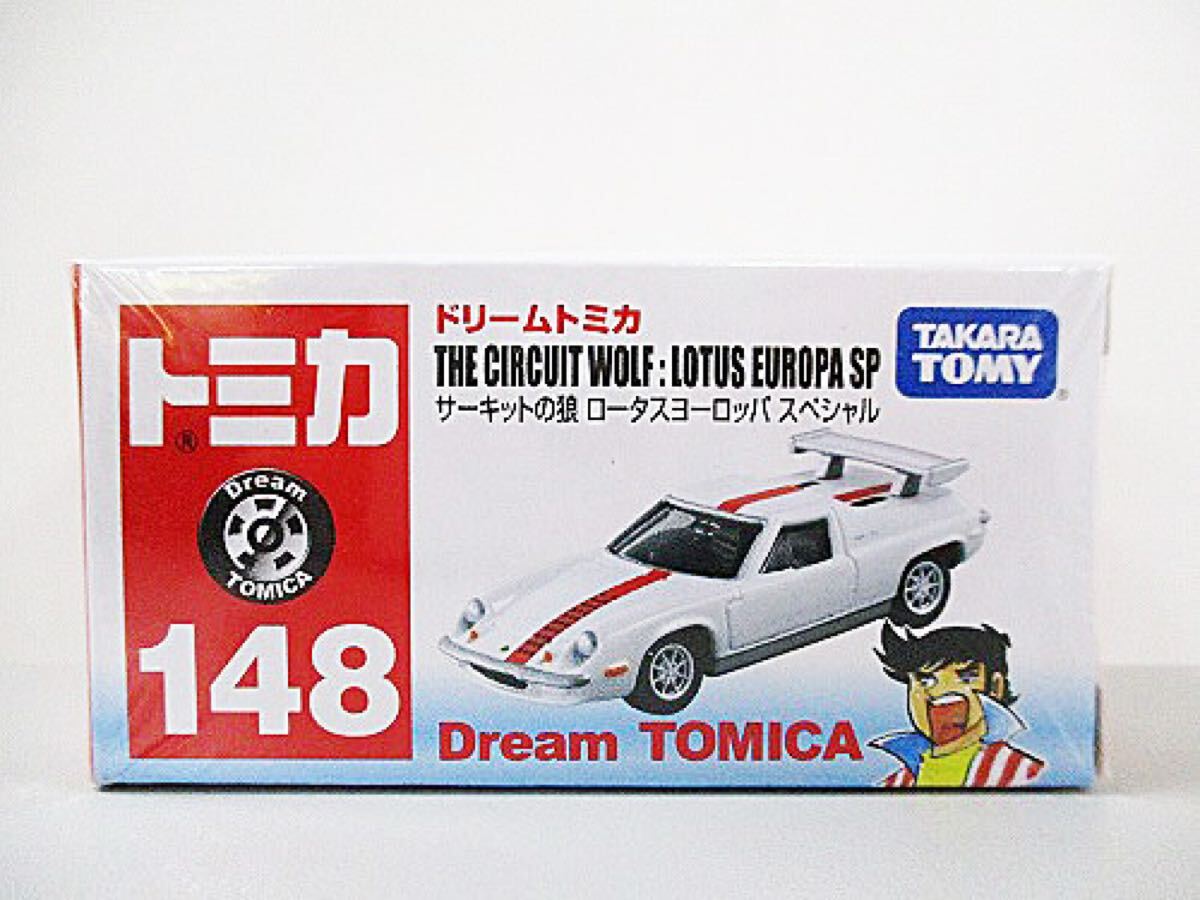 トミカ
®
Dream
TOMICA
148
ドリームトミカ
THE CIRCUIT WOLF : LOTUS EUROPA SP
サーキットの狼 ロータスヨーロッパ スペシャル
TAKARA
TOMY
®
Dream TOMICA